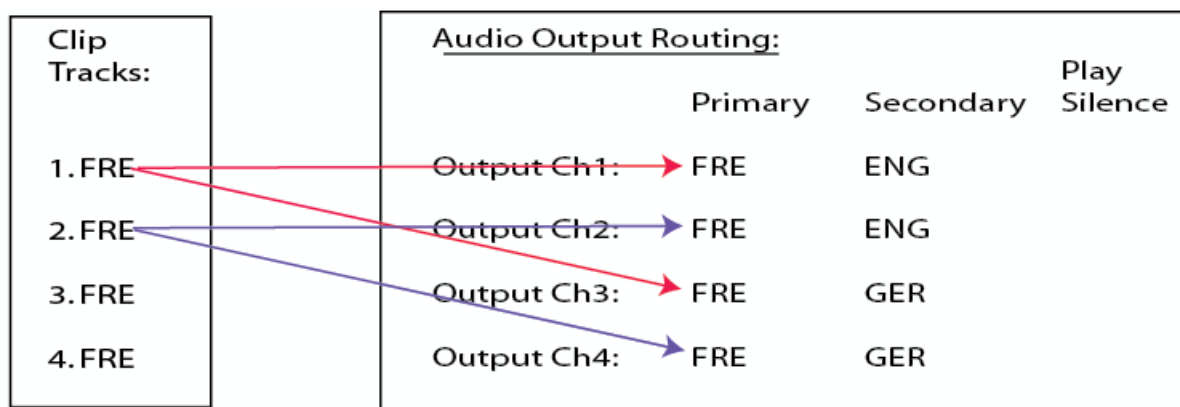 Clip
Tracks:
1. FRE
2. FRE
3. FRE
4. FRE
Audio Output Routing:
Play
Primary Secondary Silence
Output Ch1: FRE ENG
Output Ch2: FRE ENG
Output Ch3: FRE GER
Output Ch4: FRE GER